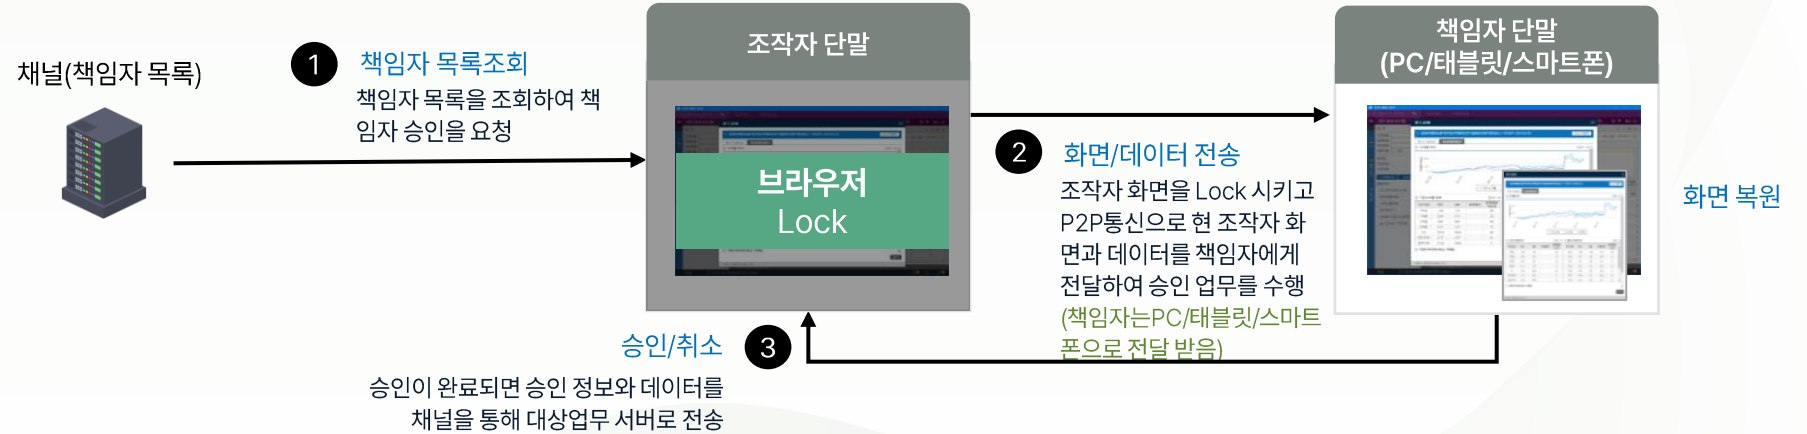 채널(책임자 목록)
1
책임자 목록조회
책임자 목록을 조회하여 책
임자 승인을 요청
조작자 단말
브라우저
Lock
2
화면/데이터 전송
조작자 화면을 Lock 시키고
P2P통신으로 현 조작자 화
면과 데이터를 책임자에게
전달하여 승인 업무를 수행
(책임자는PC/태블릿/스마트
폰으로 전달 받음)
책임자 단말
(PC/태블릿/스마트폰)
화면 복원
승인/취소
3
승인이 완료되면 승인 정보와 데이터를
채널을 통해 대상업무 서버로 전송